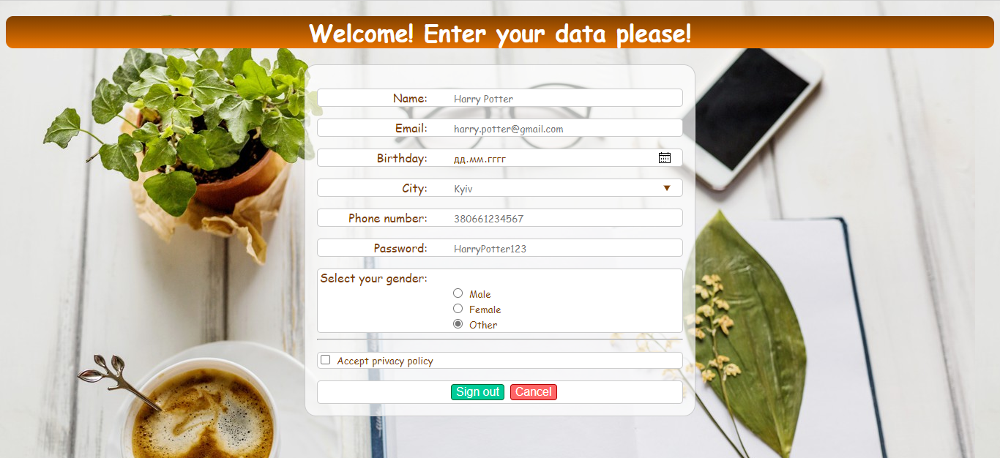 Welcome! Enter your data please!
Name: Harry Potter
Email: harry.potter@gmail.com
Birthday: дд.мм.гггг
City: Kyiv
Phone number: 380661234567
Password: HarryPotter123
Select your gender:
Male
Female
Other
Accept privacy policy
Sign out Cancel